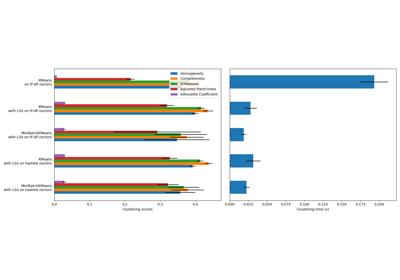 Homogeneity
Completeness
V-measure
Adjusted Rand-Index
Silhouette Coefficient
KMeans
on tf-idf vectors
KMeans
with LSA on tf-idf vectors
MiniBatchKMeans
with LSA on tf-idf vectors
KMeans
with LSA on hashed vectors
MiniBatchKMeans
with LSA on hashed vectors
0.0 0.1 0.2 0.3 0.4
Clustering scores
0.000 0.025 0.050 0.075 0.100 0.125 0.150 0.175 0.200
Clustering time (s)